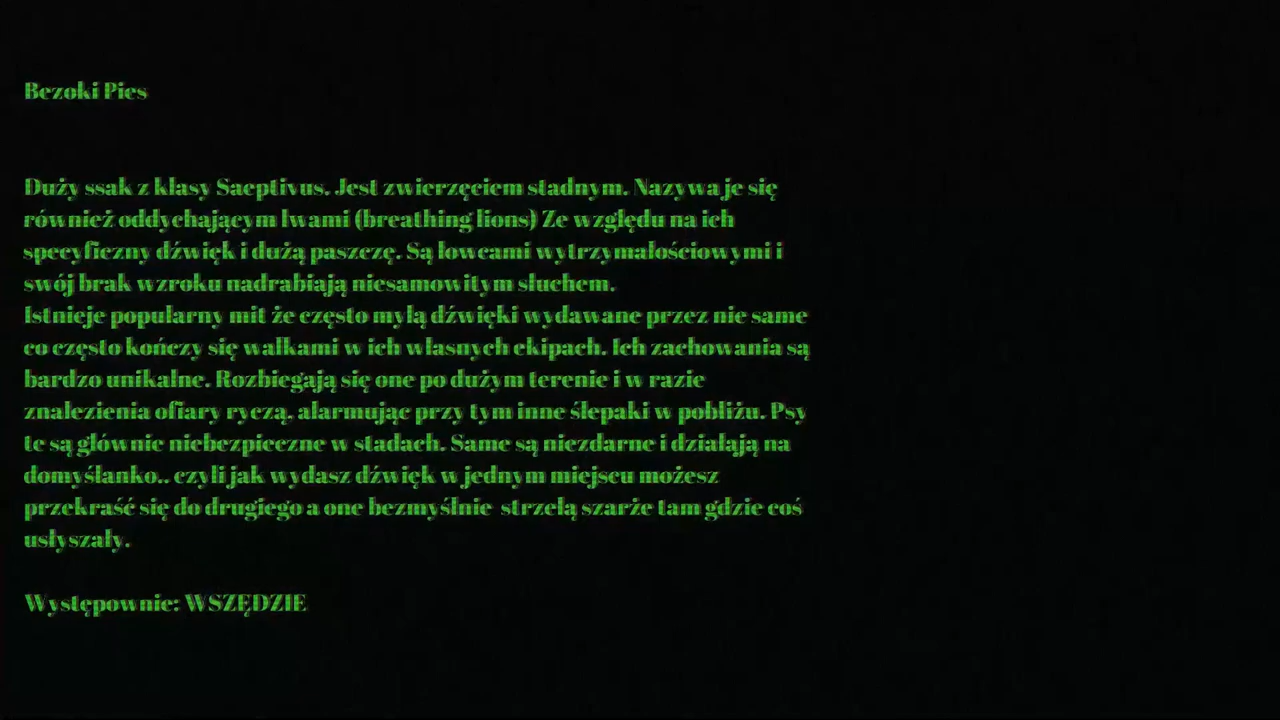 Bezoki Pies
Duży ssak z klasy Saeptivus. Jest zwierzęciem stadnym. Nazywa je się
również oddychającym lwami (breathing lions) Ze względu na ich
specyficzny dźwięk i dużą paszczę. Są łowcami wytrzymałościowymi i
swój brak wzroku nadrabiają niesamowitym słuchem.
Istnieje popularny mit że często mylą dźwięki wydawane przez nie same
co często kończy się walkami w ich własnych ekipach. Ich zachowania są
bardzo unikalne. Rozbiegają się one po dużym terenie i w razie
znalezienia ofiary ryczą, alarmując przy tym inne ślepaki w pobliżu. Psy
te są głównie niebezpieczne w stadach. Same są niezdarne i działają na
domyślanko.. czyli jak wydasz dźwięk w jednym miejscu możesz
przekraść się do drugiego a one bezmyślnie strzelą szarże tam gdzie coś
usłyszały.
Występownie: WSZĘDZIE